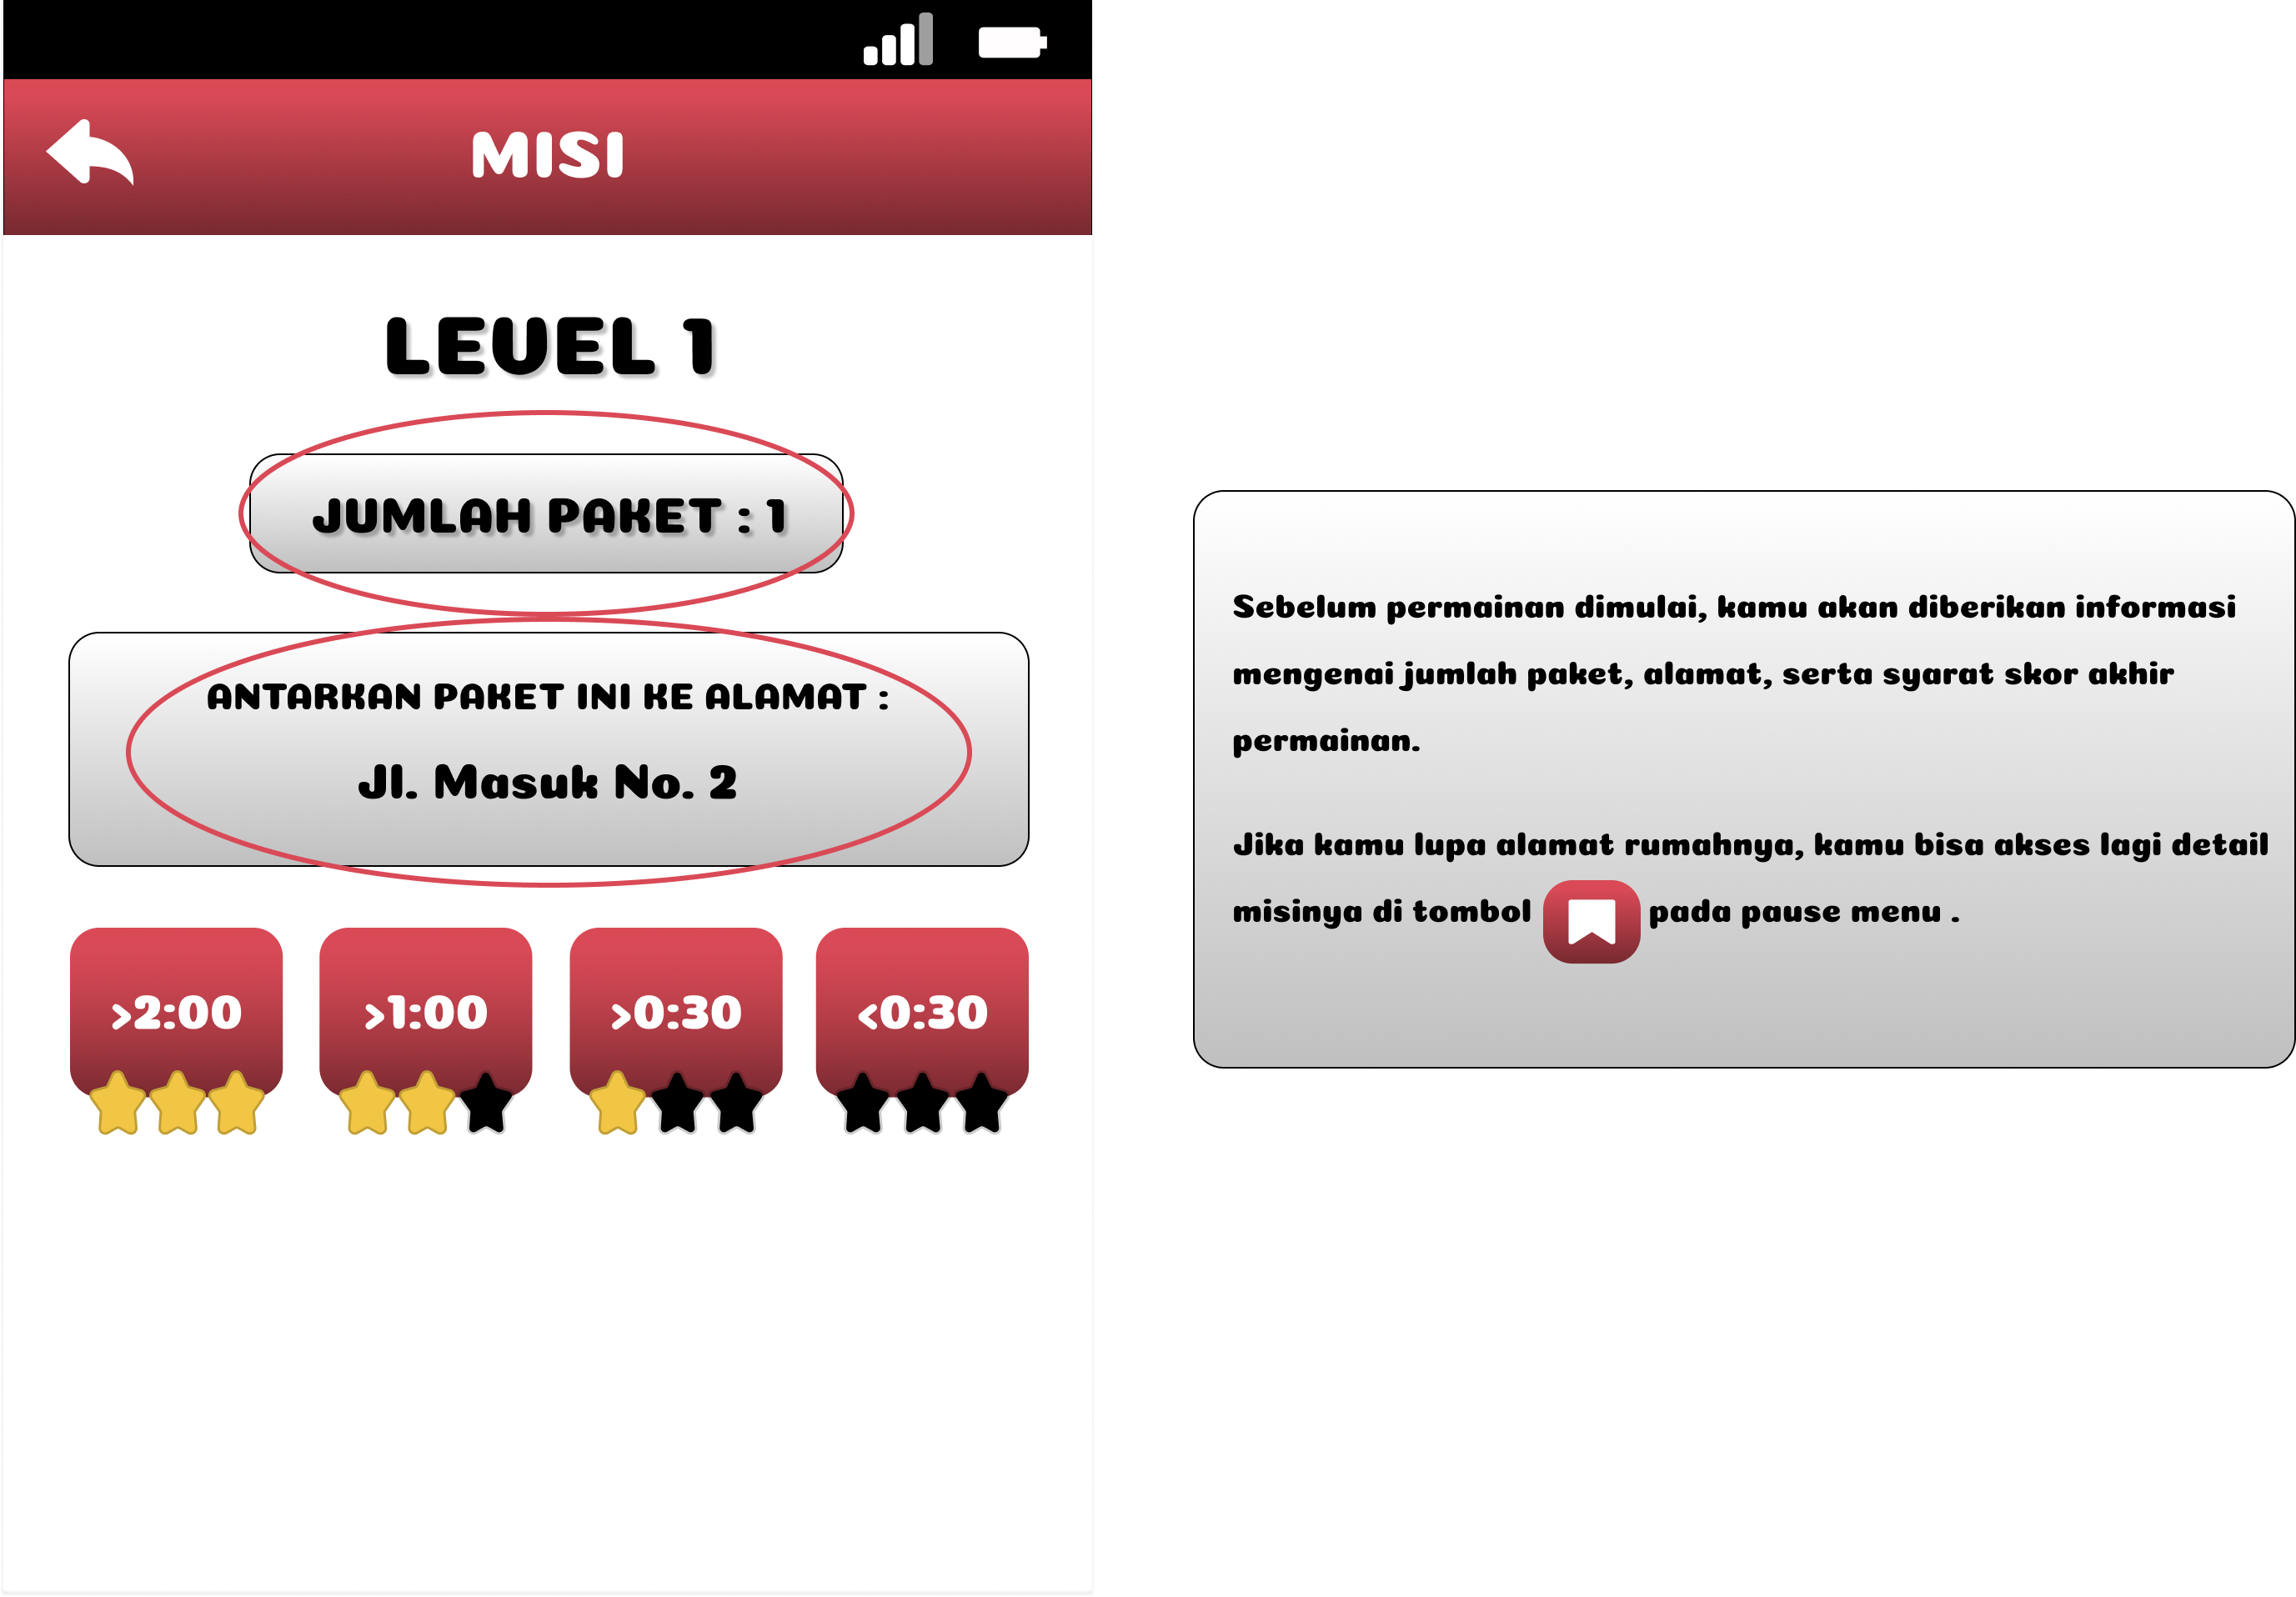 MISI
LEVEL 1
JUMLAH PAKET : 1
ANTARKAN PAKET INI KE ALAMAT :
Jl. Masuk No. 2
>2:00
>1:00
>0:30
<0:30
Sebelum permainan dimulai, kamu akan diberikan informasi
mengenai jumlah paket, alamat, serta syarat skor akhir
permainan.
Jika kamu lupa alamat rumahnya, kamu bisa akses lagi detail
misinya di tombol pada pause menu .